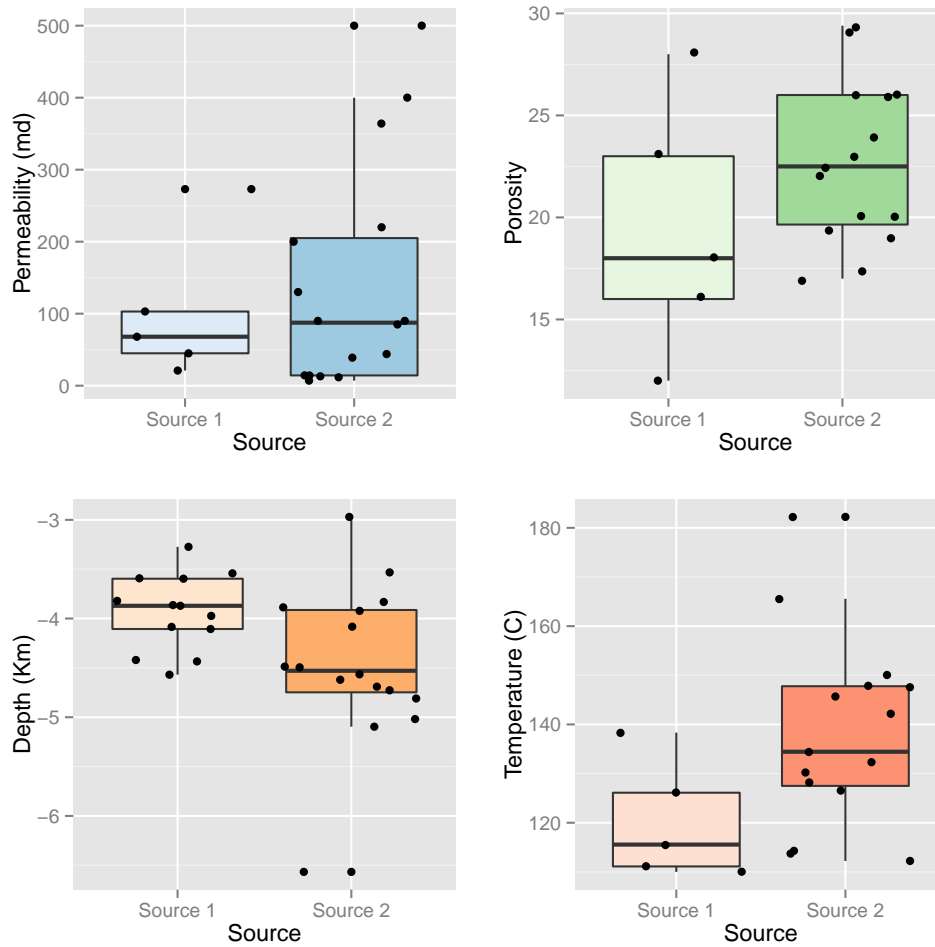 Permeability (md)
500
400
300
200
100
0
Source 1
Source 2
Source
Porosity
30
25
20
15
Source 1
Source 2
Source
Depth (Km)
−3
−4
−5
−6
Source 1
Source 2
Source
Temperature (C)
180
160
140
120
Source 1
Source 2
Source